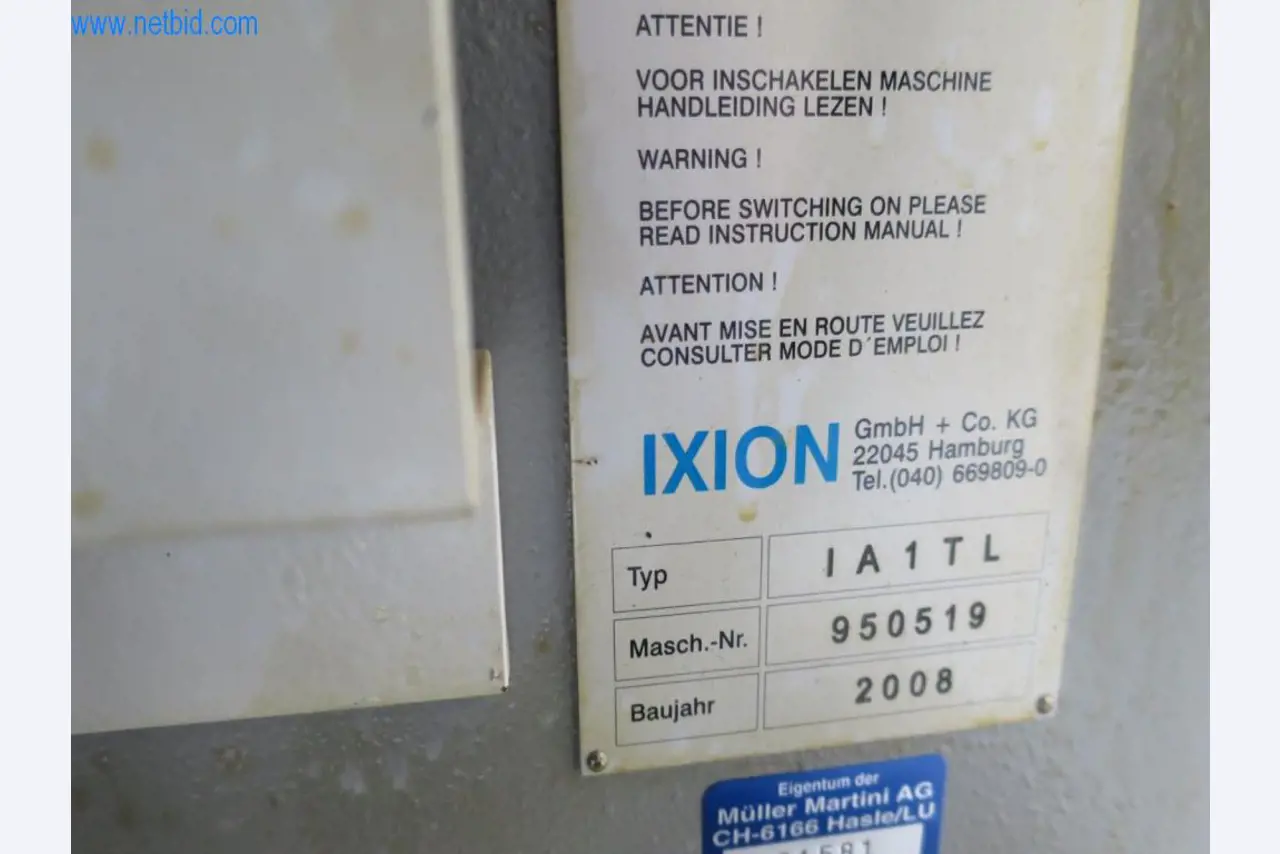 www.netbid.com
ATTENTIE !
VOOR INSCHAKELEN MASCHINE
HANDLEIDING LEZEN !
WARNING !
BEFORE SWITCHING ON PLEASE
READ INSTRUCTION MANUAL !
ATTENTION !
AVANT MISE EN ROUTE VEUILLEZ
CONSULTER MODE D´EMPLOI !
IXION
GmbH + Co. KG
22045 Hamburg
Tel.(040) 669809-0
Typ IA1TL
Masch.-Nr. 950519
Baujahr 2008
Eigentum der
Müller Martini AG
CH-6166 Hasle/LU